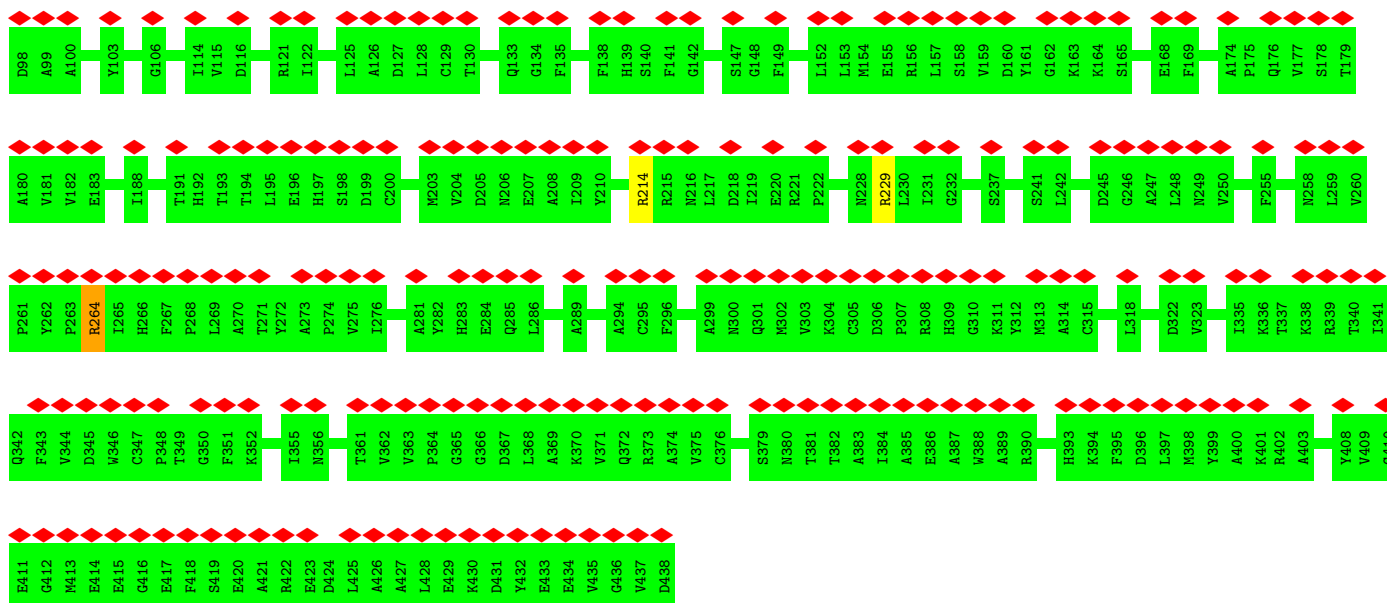 D98 A99 A100 Y103 G106 I114 V115 D116 R121 I122 L125 A126 D127 L128 C129 T130 Q133 G134 F135 F138 H139 S140 F141 G142 S147 G148 F149 L152 L153 M154 E155 R156 L157 S158 V159 D160 Y161 G162 K163 K164 S165 E168 F169 A174 P175 Q176 V177 S178 T179
A180 V181 V182 E183 I188 T191 H192 T193 T194 L195 E196 H197 S198 D199 C200 M203 V204 D205 N206 E207 A208 I209 Y210 R214 R215 N216 L217 D218 I219 E220 R221 P222 N228 R229 L230 I231 G232 S237 S241 L242 D245 G246 A247 L248 N249 V250 F255 N258 L259 V260
P261 Y262 P263 R264 I265 H266 F267 P268 L269 A270 T271 Y272 A273 P274 V275 I276 A281 Y282 H283 E284 Q285 L286 A289 A294 C295 F296 A299 N300 Q301 M302 V303 K304 C305 D306 P307 R308 H309 G310 K311 Y312 M313 A314 C315 L318 D322 V323 I335 K336 T337 K338 R339 T340 I341
Q342 F343 V344 D345 W346 C347 P348 T349 G350 F351 K352 I355 N356 T361 V362 V363 P364 G365 G366 D367 L368 A369 K370 V371 Q372 R373 A374 V375 C376 S379 N380 T381 T382 A383 I384 A385 E386 A387 W388 A389 R390 H393 K394 F395 D396 L397 M398 Y399 A400 K401 R402 A403 Y408 V409
E411 G412 M413 E414 E415 G416 E417 F418 S419 E420 A421 R422 E423 D424 L425 A426 A427 L428 E429 K430 D431 Y432 E433 E434 V435 G436 V437 D438